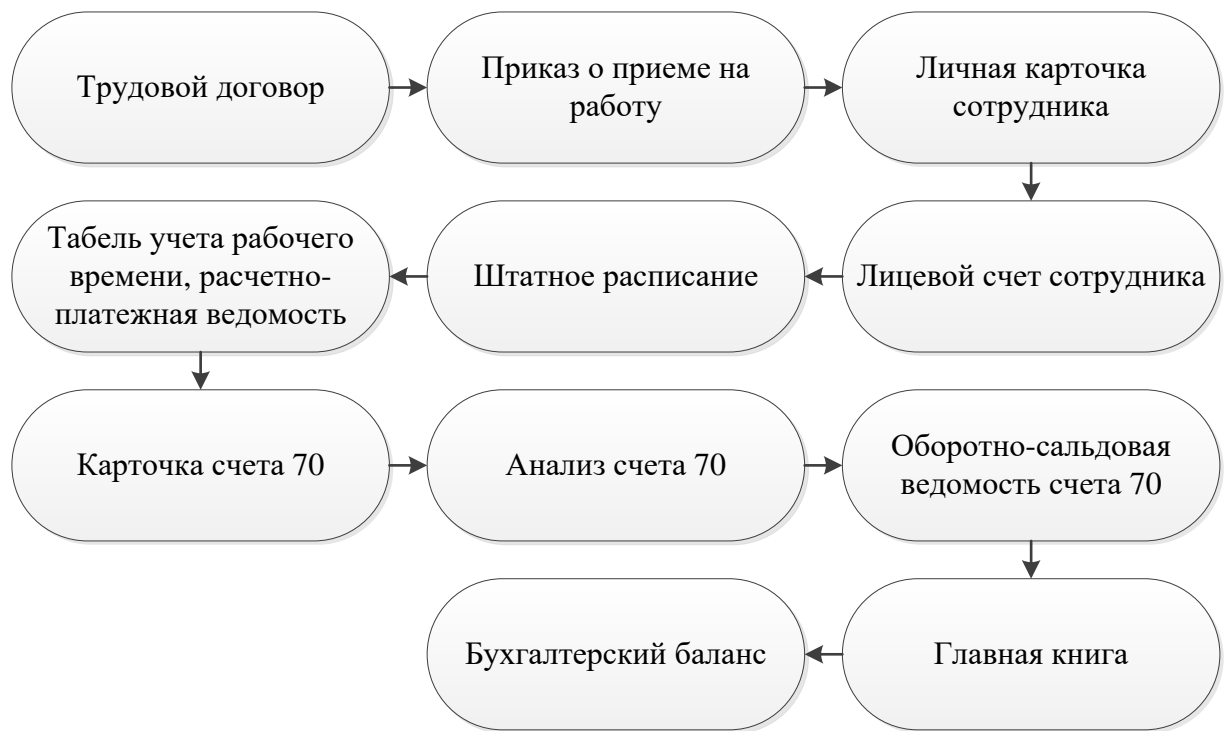 Трудовой договор
Приказ о приеме на
работу
Личная карточка
сотрудника
Табель учета рабочего
времени, расчетно-
платежная ведомость
Штатное расписание
Лицевой счет сотрудника
Карточка счета 70
Анализ счета 70
Оборотно-сальдовая
ведомость счета 70
Бухгалтерский баланс
Главная книга